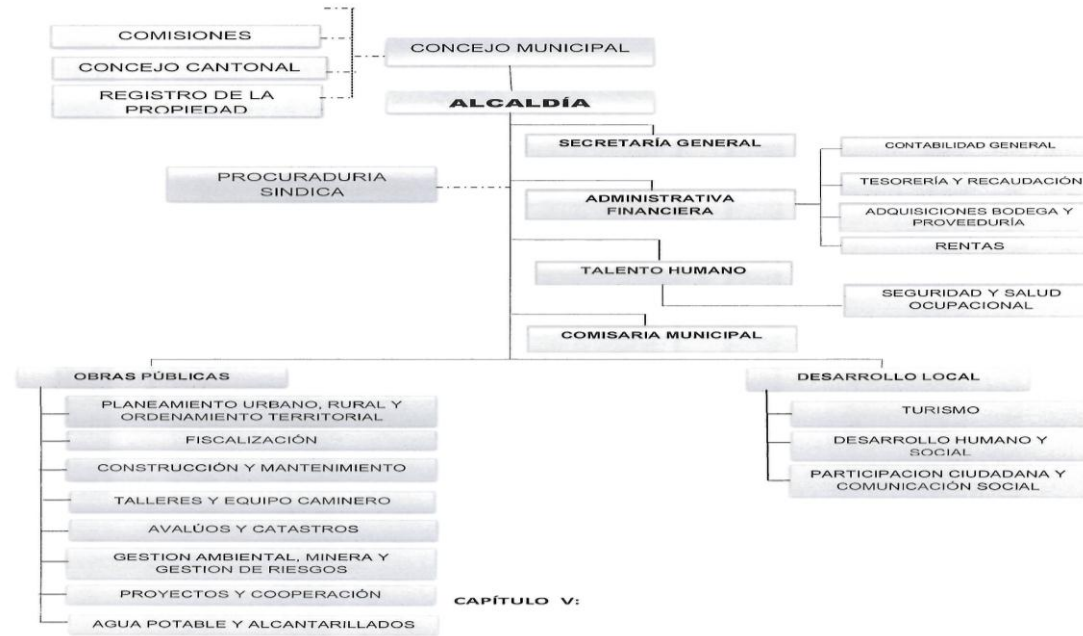 COMISIONES
CONCEJO CANTONAL
REGISTRO DE LA
PROPIEDAD
CONCEJO MUNICIPAL
ALCALDÍA
PROCURADURIA
SINDICA
SECRETARÍA GENERAL
ADMINISTRATIVA
FINANCIERA
CONTABILIDAD GENERAL
TESORERÍA Y RECAUDACIÓN
ADQUISICIONES BODEGA Y
PROVEEDURÍA
RENTAS
TALENTO HUMANO
SEGURIDAD Y SALUD
OCUPACIONAL
COMISARIA MUNICIPAL
OBRAS PÚBLICAS
PLANEAMIENTO URBANO, RURAL Y
ORDENAMIENTO TERRITORIAL
FISCALIZACIÓN
CONSTRUCCIÓN Y MANTENIMIENTO
TALLERES Y EQUIPO CAMINERO
AVALÚOS Y CATASTROS
GESTION AMBIENTAL, MINERA Y
GESTION DE RIESGOS
PROYECTOS Y COOPERACIÓN
AGUA POTABLE Y ALCANTARILLADOS
DESARROLLO LOCAL
TURISMO
DESARROLLO HUMANO Y
SOCIAL
PARTICIPACION CIUDADANA Y
COMUNICACIÓN SOCIAL
CAPÍTULO V: